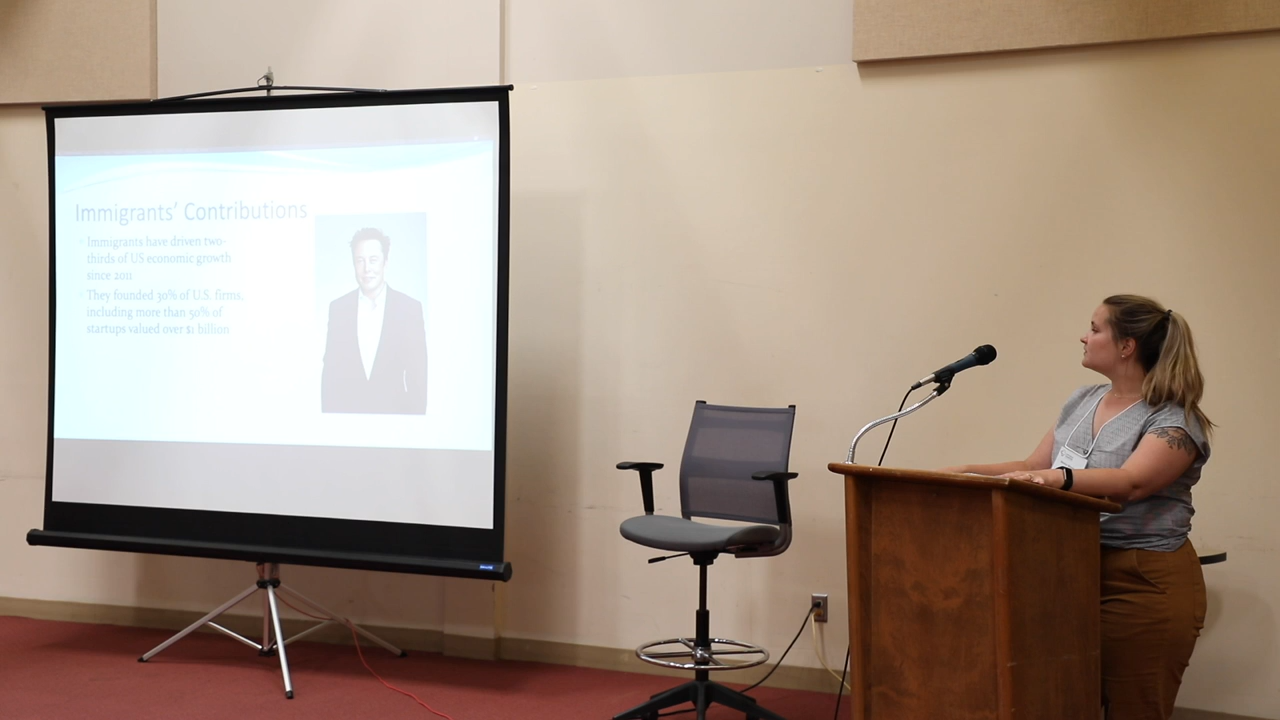 Immigrants' Contributions
Immigrants have driven two-
thirds of US economic growth
since 2011
They founded 30% of U.S. firms,
including more than 50% of
startups valued over $1 billion